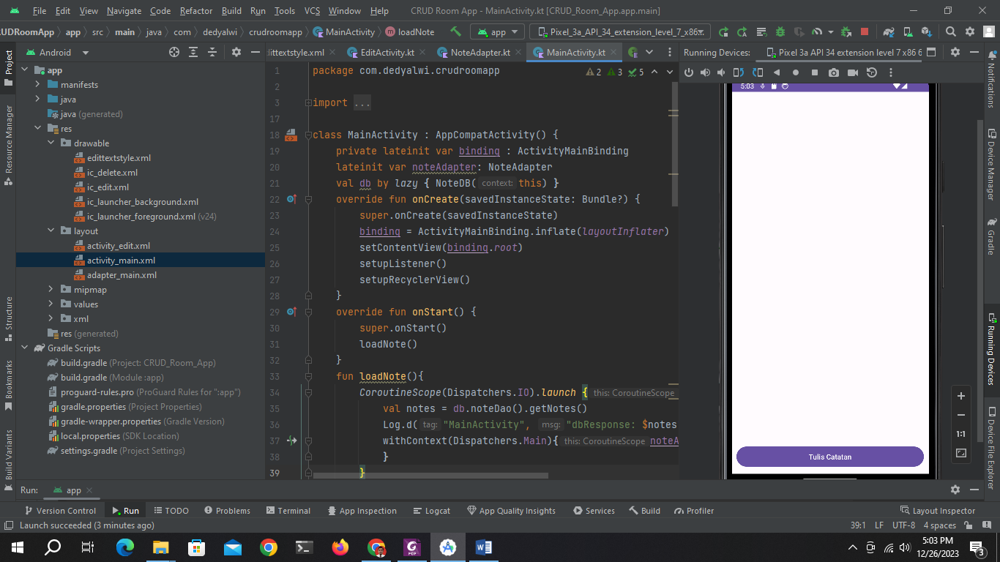 File Edit View Navigate Code Refactor Build Run Tools VCS Window Help CRUD Room App - MainActivity.kt [CRUD_Room_App.app.main]
RUDRoomApp app src main java com dedyalwi crudroomapp MainActivity loadNote app Pixel_3a_API_34_extension_level_7_x86
Android
dittextstyle.xml EditActivity.kt NoteAdapter.kt MainActivity.kt
Running Devices: Pixel 3a API 34 extension level 7 x86 6
Project
Resource Manager
Structure
Bookmarks
Build Variants
app
manifests
java
java (generated)
res
drawable
edittextstyle.xml
ic_delete.xml
ic_edit.xml
ic_launcher_background.xml
ic_launcher_foreground.xml (v24)
layout
activity_edit.xml
activity_main.xml
adapter_main.xml
mipmap
values
xml
res (generated)
Gradle Scripts
build.gradle (Project: CRUD_Room_App)
build.gradle (Module :app)
proguard-rules.pro (ProGuard Rules for ":app")
gradle.properties (Project Properties)
gradle-wrapper.properties (Gradle Version)
local.properties (SDK Location)
settings.gradle (Project Settings)
2 3 5
1 package com.dedyalwi.crudroomapp
2
3 import ...
17
18 class MainActivity : AppCompatActivity() {
19 private lateinit var binding : ActivityMainBinding
20 lateinit var noteAdapter: NoteAdapter
21 val db by lazy { NoteDB( context: this) }
22 override fun onCreate(savedInstanceState: Bundle?) {
23 super.onCreate(savedInstanceState)
24 binding = ActivityMainBinding.inflate(layoutInflater)
25 setContentView(binding.root)
26 setupListener()
27 setupRecyclerView()
28 }
29 override fun onStart() {
30 super.onStart()
31 loadNote()
32 }
33 fun loadNote(){
34 CoroutineScope(Dispatchers.IO).launch { this: CoroutineScope
35 val notes = db.noteDao().getNotes()
36 Log.d( tag: "MainActivity", msg: "dbResponse: $notes
37 withContext(Dispatchers.Main){ this: CoroutineScope noteA
38 }
39 }
5:03
Tulis Catatan
1:1
Notifications
Device Manager
Gradle
Running Devices
Device File Explorer
Run: app
Version Control Run TODO Problems Terminal App Inspection Logcat App Quality Insights Services Build Profiler Layout Inspector
Launch succeeded (3 minutes ago) 39:1 LF UTF-8 4 spaces
5:03 PM
12/26/2023
3